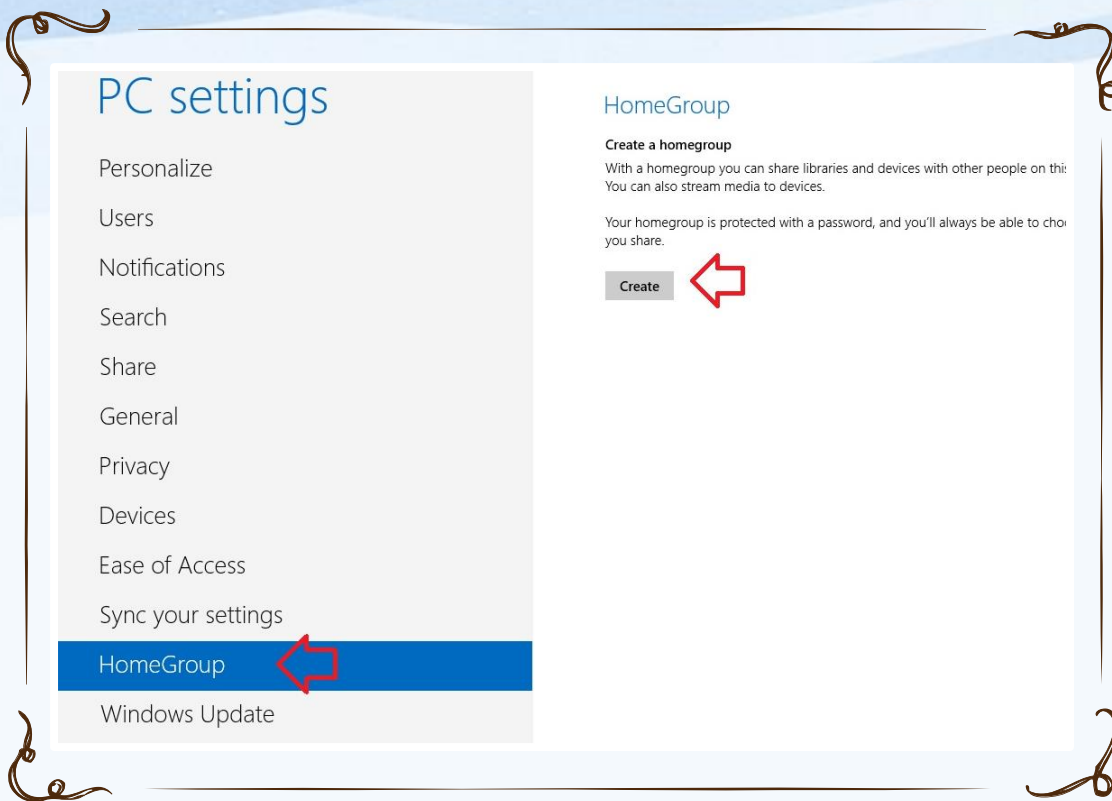 PC settings
Personalize
Users
Notifications
Search
Share
General
Privacy
Devices
Ease of Access
Sync your settings
HomeGroup
Windows Update
HomeGroup
Create a homegroup
With a homegroup you can share libraries and devices with other people on
You can also stream media to devices.
Your homegroup is protected with a password, and you'll always be able to
you share.
Create